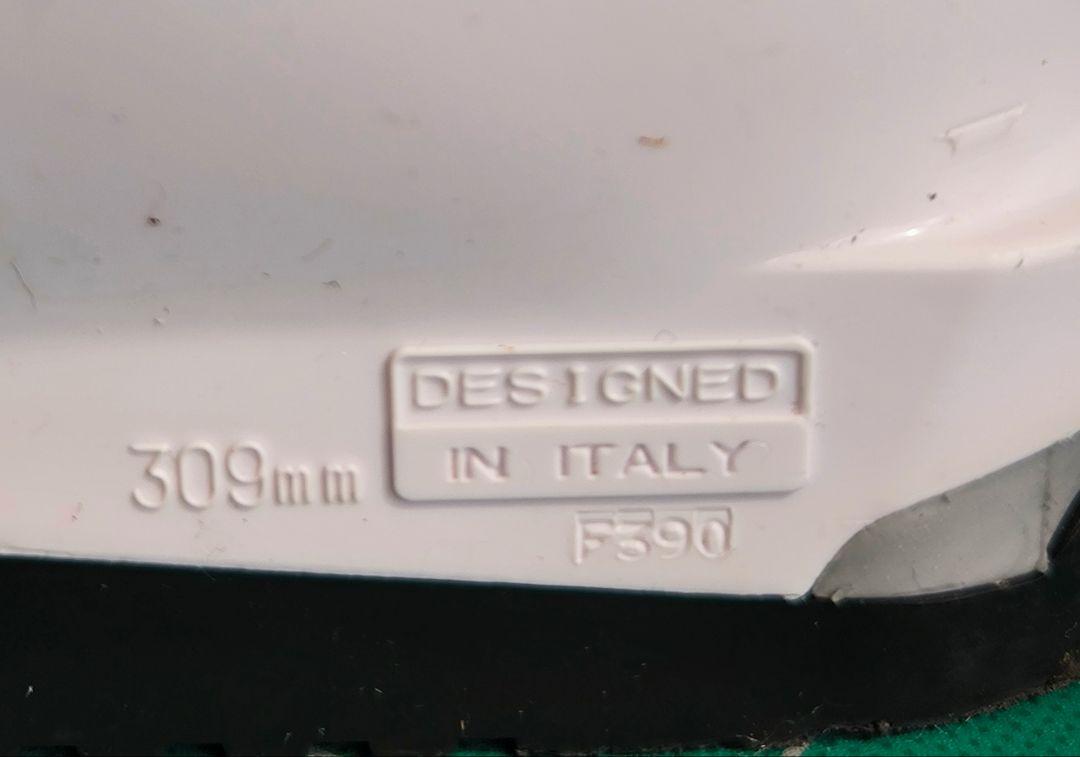 DESIGNED
IN ITALY
309mm
F390